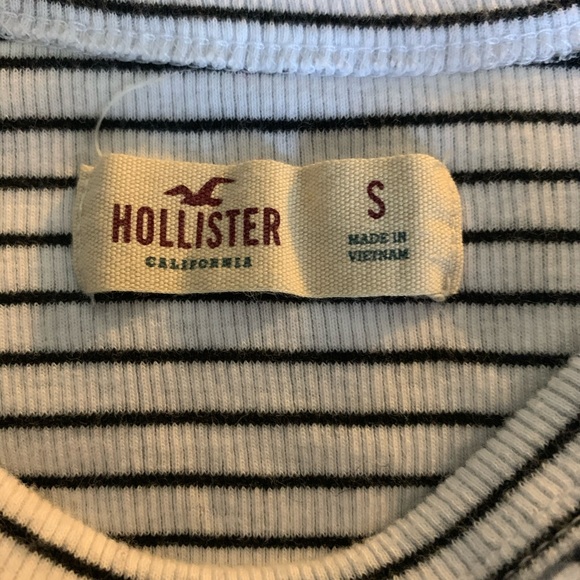 HOLLISTER
CALIFORNIA
S
MADE IN
VIETNAM